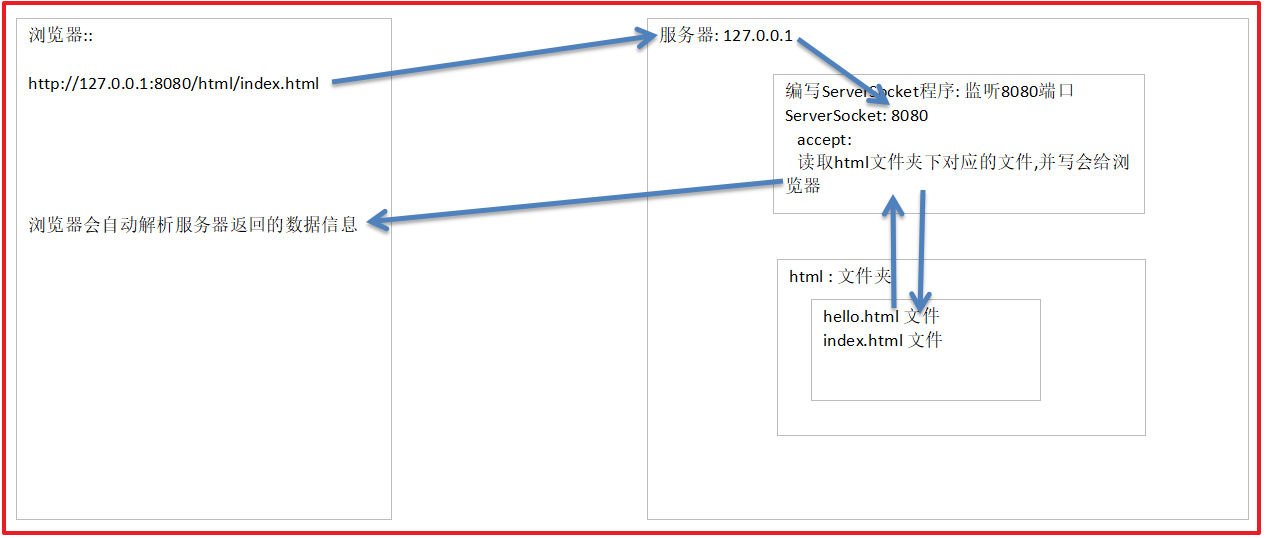 浏览器::
http://127.0.0.1:8080/html/index.html
浏览器会自动解析服务器返回的数据信息
服务器: 127.0.0.1
编写ServerSocket程序: 监听8080端口
ServerSocket: 8080
accept:
读取html文件夹下对应的文件,并写会给浏
览器
html : 文件夹
hello.html 文件
index.html 文件